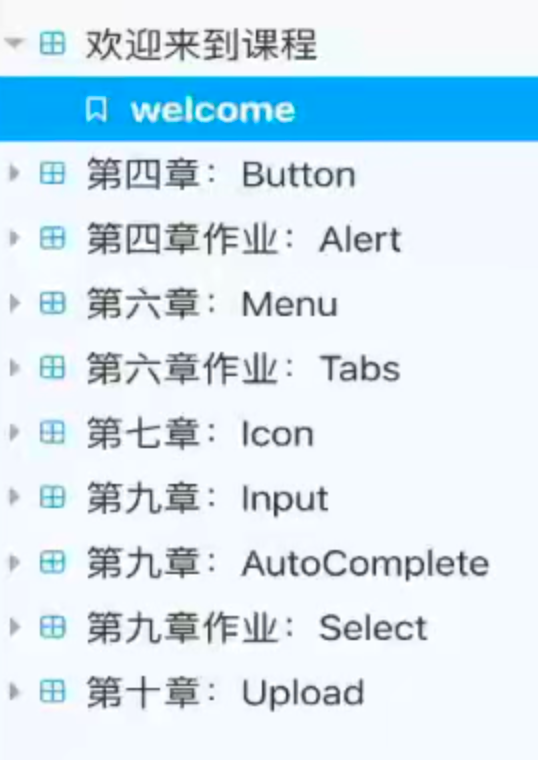 欢迎来到课程
welcome
第四章：Button
第四章作业：Alert
第六章：Menu
第六章作业：Tabs
第七章：Icon
第九章：Input
第九章：AutoComplete
第九章作业：Select
第十章：Upload